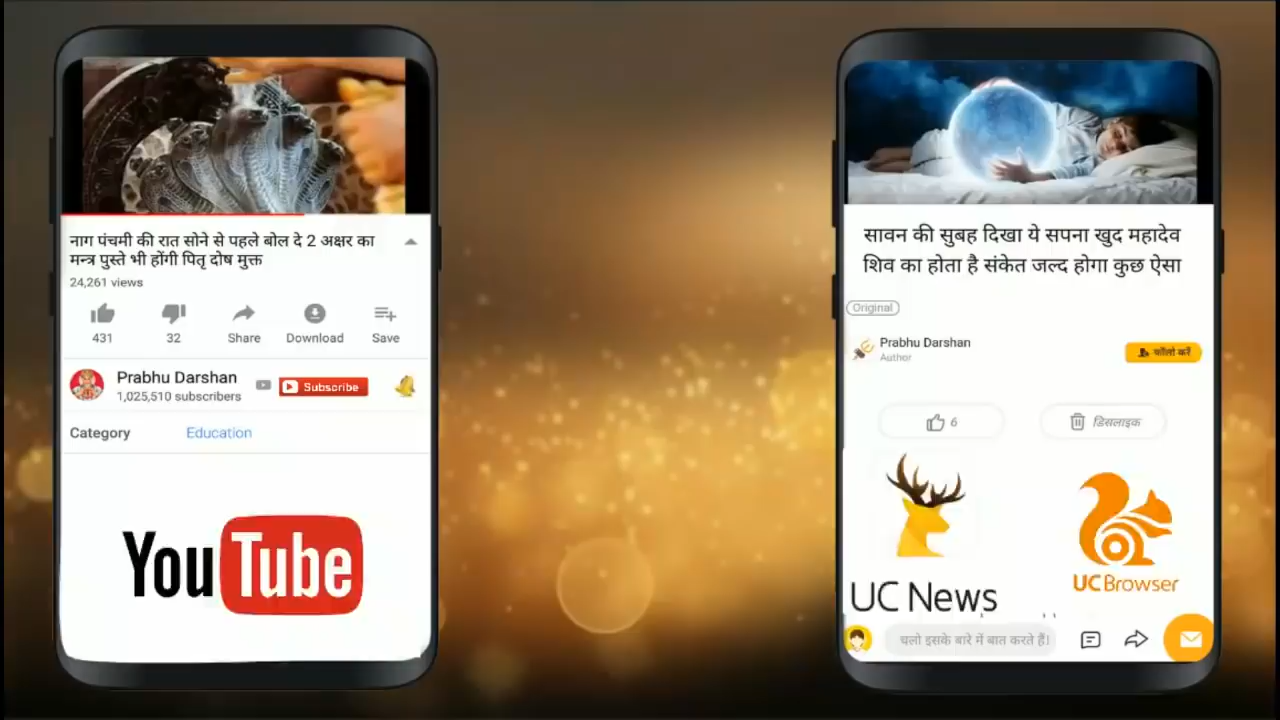 नाग पंचमी की रात सोने से पहले बोल दे 2 अक्षर का
मन्त्र पुस्ते भी होंगी पितृ दोष मुक्त
24,261 views
431
32
Share
Download
Save
Prabhu Darshan
Subscribe
1,025,510 subscribers
Category
Education
YouTube
सावन की सुबह दिखा ये सपना खुद महादेव
शिव का होता है संकेत जल्द होगा कुछ ऐसा
Original
Prabhu Darshan
Author
फॉलो करें
6
डिसलाइक
UC News
UC Browser
चलो इसके बारे में बात करते हैं!